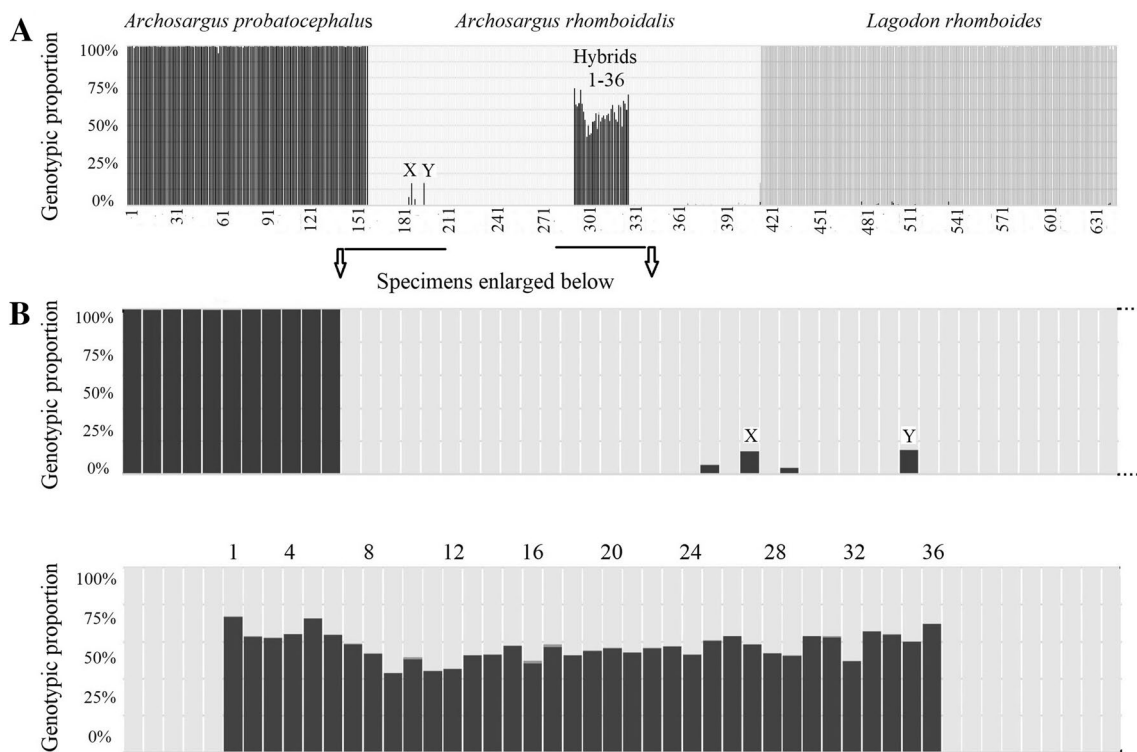 Archosargus probatocephalus Archosargus rhomboidalis Lagodon rhomboides
A
Genotypic proportion
100%
75%
50%
25%
0%
Hybrids
1-36
X Y
1 31 61 91 121 151 181 211 241 271 301 331 361 391 421 451 481 511 541 571 601 631
Specimens enlarged below
B
Genotypic proportion
100%
75%
50%
25%
0%
X Y
1 4 8 12 16 20 24 28 32 36
Genotypic proportion
100%
75%
50%
25%
0%